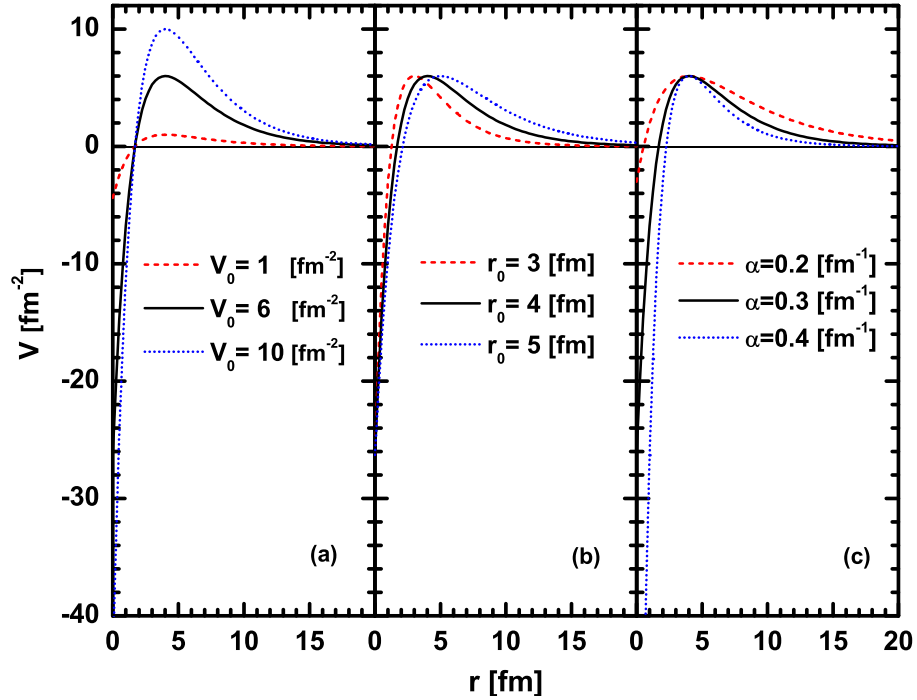 10
0
-10
-20
-30
-40
V [fm-2]
V0= 1 [fm-2]
V0= 6 [fm-2]
V0= 10 [fm-2]
(a)
r0= 3 [fm]
r0= 4 [fm]
r0= 5 [fm]
(b)
α=0.2 [fm-1]
α=0.3 [fm-1]
α=0.4 [fm-1]
(c)
0 5 10 15 0 5 10 15 0 5 10 15 20
r [fm]